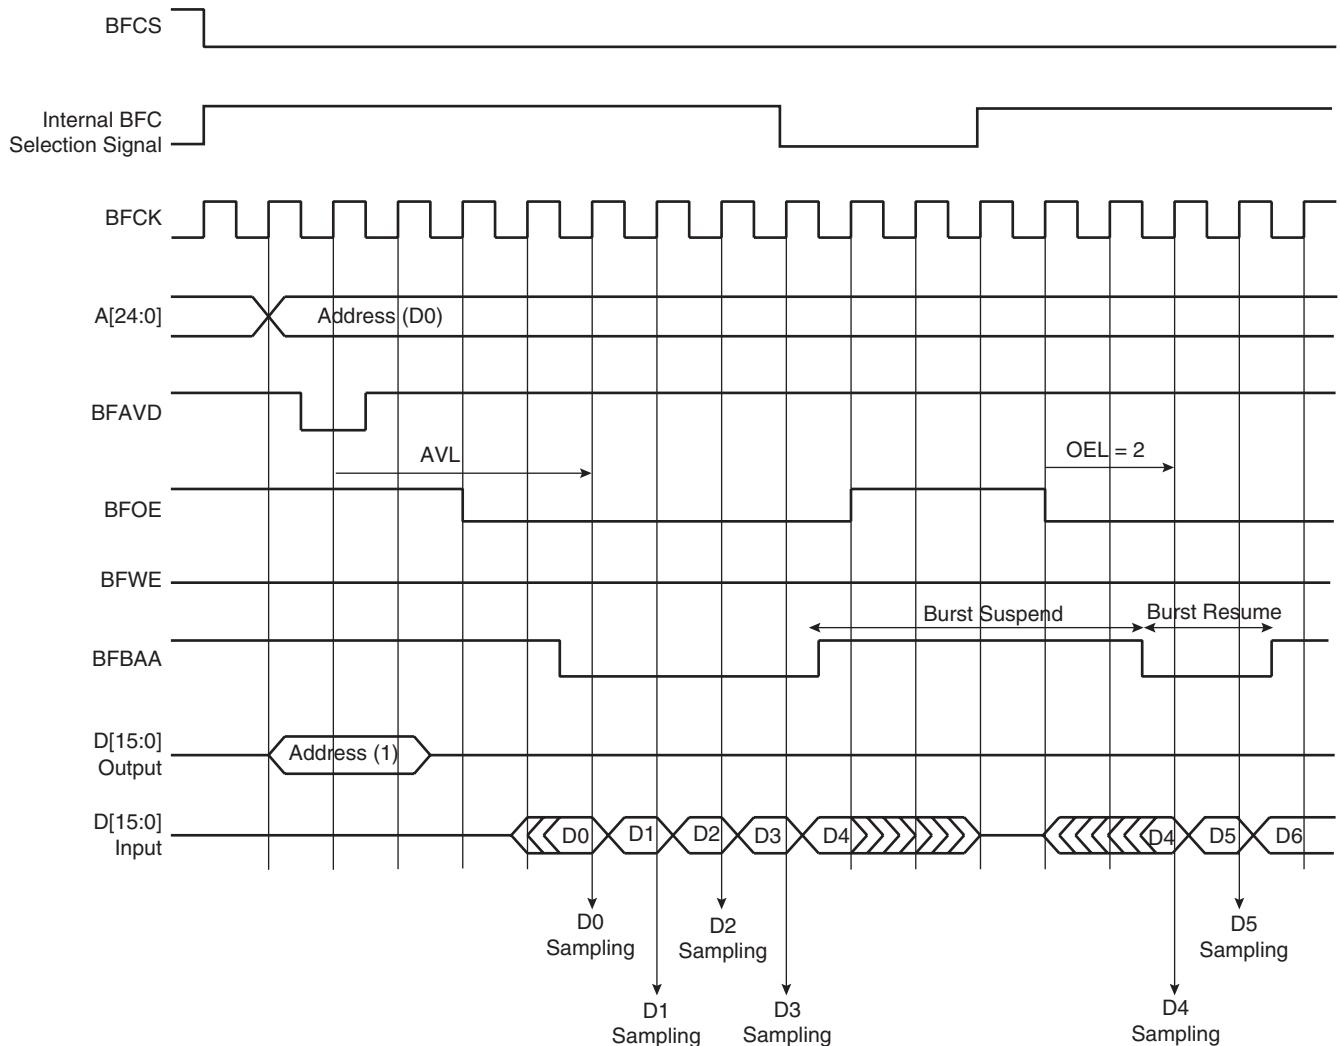 BFCS
Internal BFC
Selection Signal
BFCK
A[24:0]
Address (D0)
BFAVD
AVL
OEL = 2
BFOE
BFWE
Burst Suspend
Burst Resume
BFBAA
D[15:0]
Output
Address (1)
D[15:0]
Input
D0
D1
D2
D3
D4
D4
D5
D6
D0
Sampling
D2
Sampling
D5
Sampling
D1
Sampling
D3
Sampling
D4
Sampling